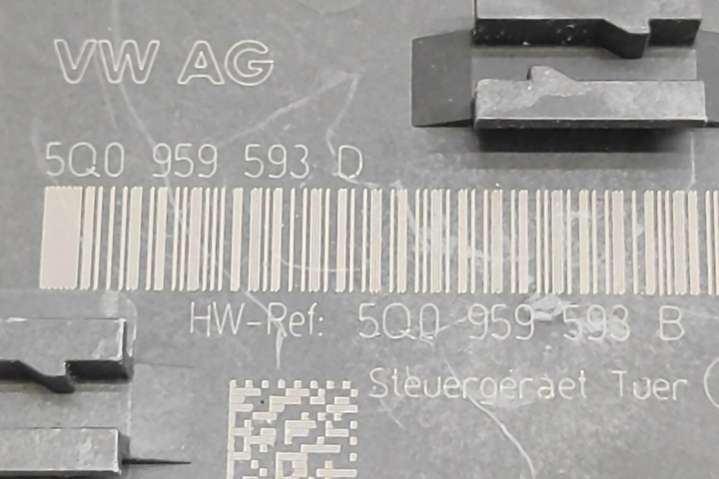 VW AG
5Q0 959 593 D
HW-Ref: 5Q0 959 593 B
Steuergeraet Tuer